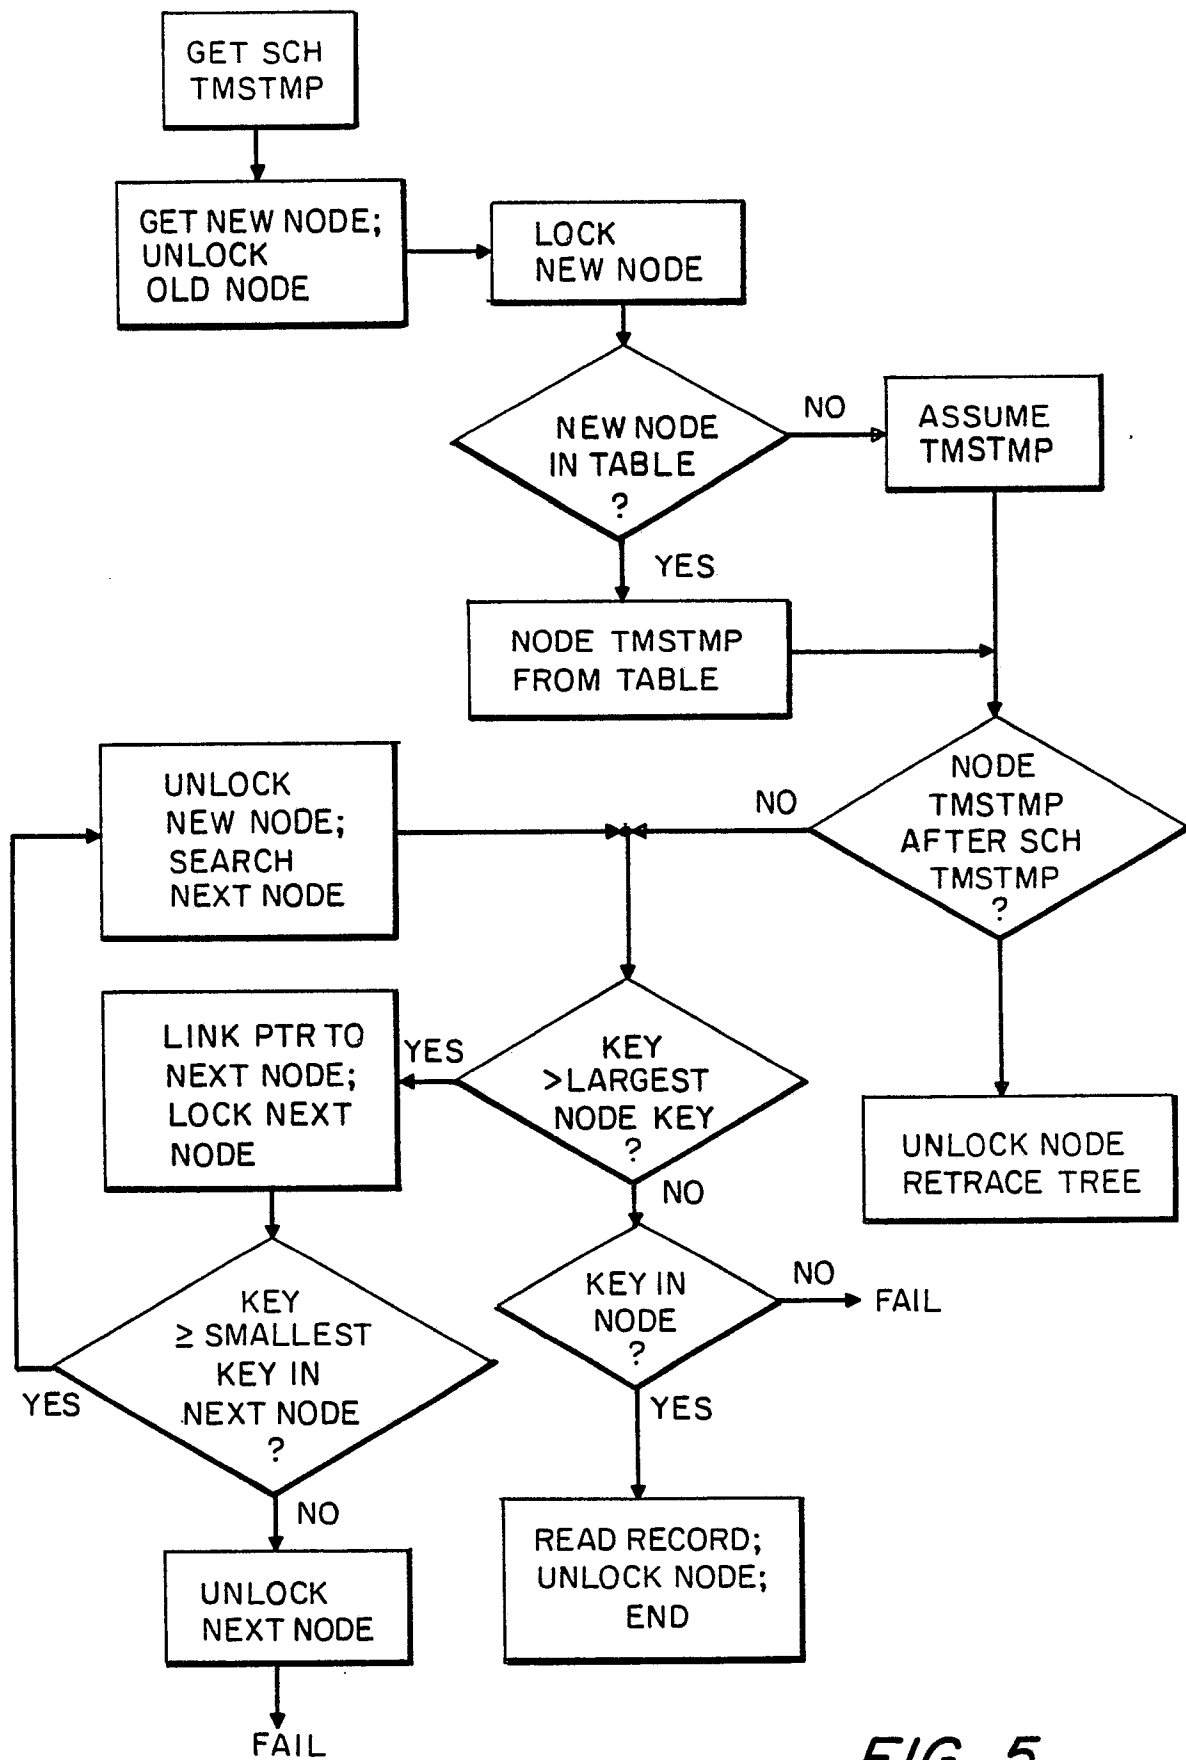 GET SCH
TMSTMP
GET NEW NODE;
UNLOCK
OLD NODE
LOCK
NEW NODE
NEW NODE
IN TABLE
?
NO
ASSUME
TMSTMP
YES
NODE TMSTMP
FROM TABLE
NODE
TMSTMP
AFTER SCH
TMSTMP
?
NO
UNLOCK
NEW NODE;
SEARCH
NEXT NODE
LINK PTR TO
NEXT NODE;
LOCK NEXT
NODE
YES
KEY
>LARGEST
NODE KEY
?
NO
UNLOCK NODE
RETRACE TREE
KEY
≥ SMALLEST
KEY IN
NEXT NODE
?
YES
NO
KEY IN
NODE
?
NO
FAIL
YES
READ RECORD;
UNLOCK NODE;
END
UNLOCK
NEXT NODE
FAIL
FIG. 5